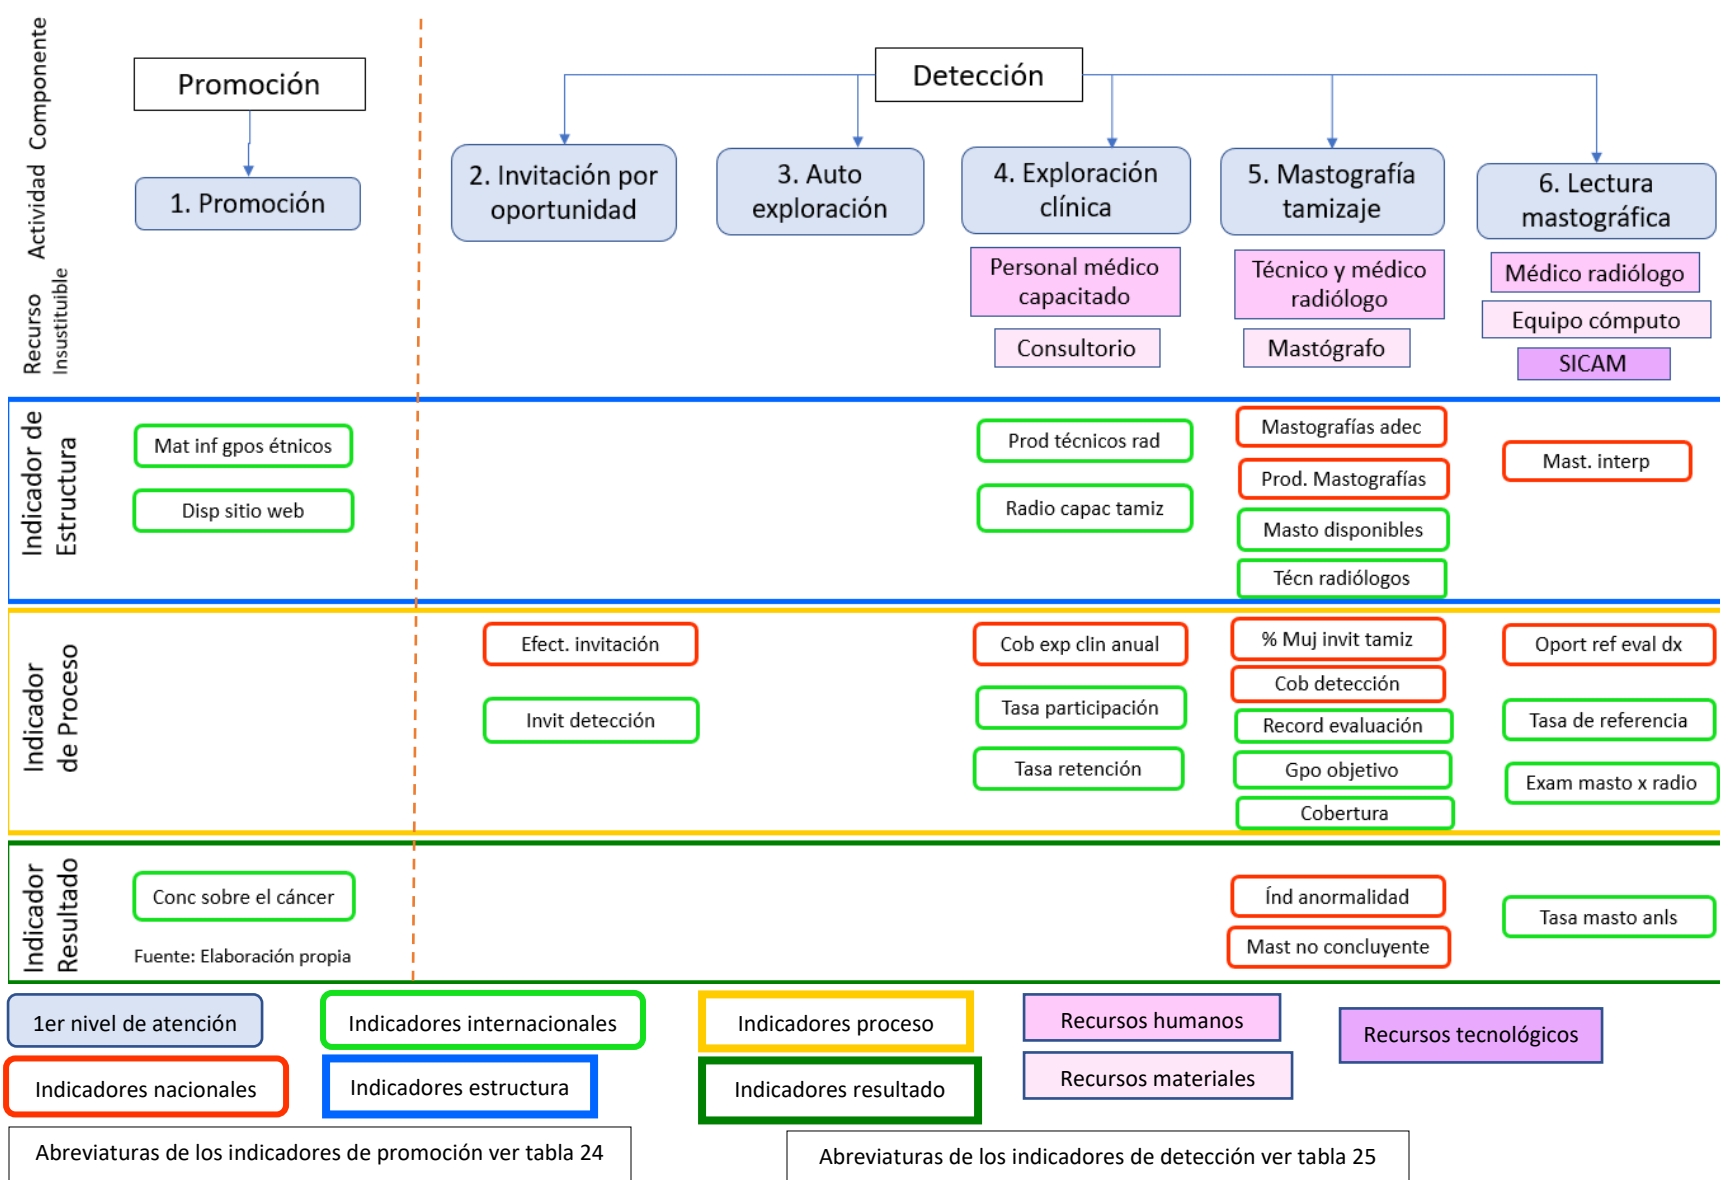 Componente
Promoción
Detección
Actividad
1. Promoción
2. Invitación por
oportunidad
3. Auto
exploración
4. Exploración
clínica
5. Mastografía
tamizaje
6. Lectura
mastográfica
Recurso
Insustituible
Personal médico
capacitado
Consultorio
Técnico y médico
radiólogo
Mastógrafo
Médico radiólogo
Equipo cómputo
SICAM
Indicador de
Estructura
Mat inf gpos étnicos
Disp sitio web
Prod técnicos rad
Radio capac tamiz
Mastografías adec
Prod. Mastografías
Masto disponibles
Técn radiólogos
Mast. interp
Indicador
de Proceso
Efect. invitación
Invit detección
Cob exp clin anual
Tasa participación
Tasa retención
% Muj invit tamiz
Cob detección
Record evaluación
Gpo objetivo
Cobertura
Oport ref eval dx
Tasa de referencia
Exam masto x radio
Indicador
Resultado
Conc sobre el cáncer
Fuente: Elaboración propia
Índ anormalidad
Mast no concluyente
Tasa masto anls
1er nivel de atención
Indicadores internacionales
Indicadores proceso
Recursos humanos
Recursos tecnológicos
Indicadores nacionales
Indicadores estructura
Indicadores resultado
Recursos materiales
Abreviaturas de los indicadores de promoción ver tabla 24
Abreviaturas de los indicadores de detección ver tabla 25